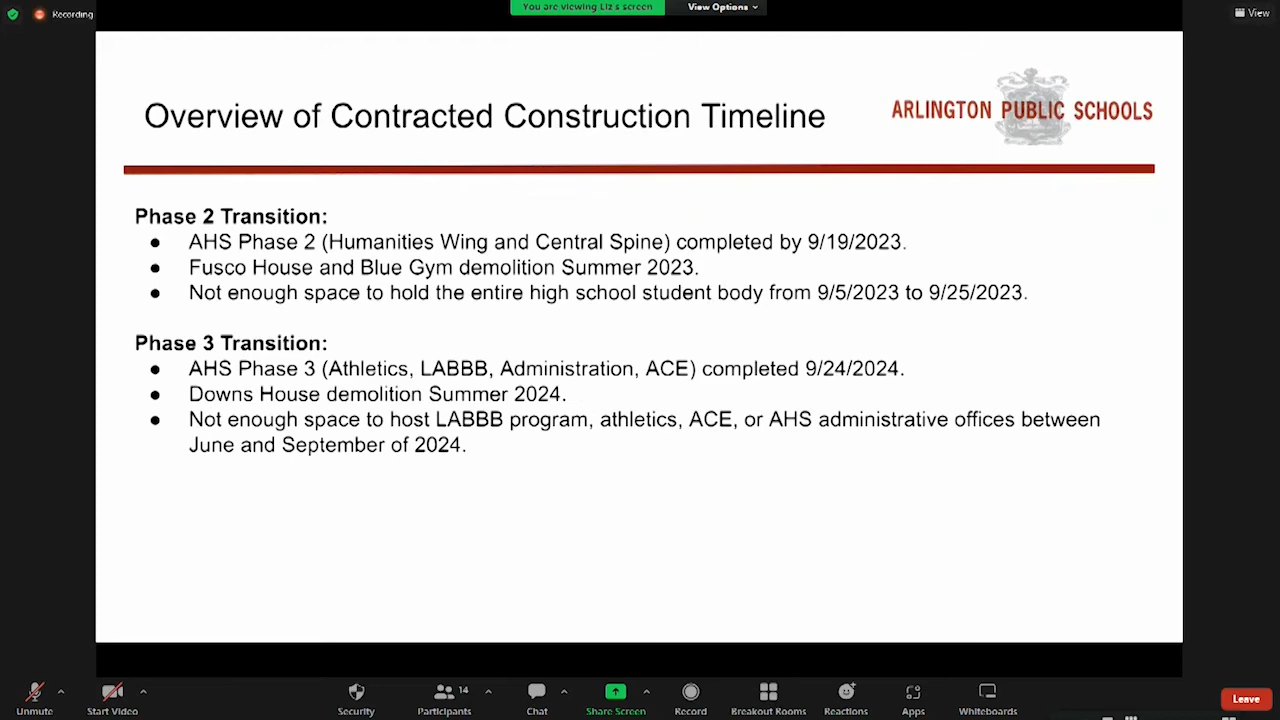 Recording
You are viewing Liz's screen
View Options
View
Overview of Contracted Construction Timeline
ARLINGTON PUBLIC SCHOOLS
Phase 2 Transition:
● AHS Phase 2 (Humanities Wing and Central Spine) completed by 9/19/2023.
● Fusco House and Blue Gym demolition Summer 2023.
● Not enough space to hold the entire high school student body from 9/5/2023 to 9/25/2023.
Phase 3 Transition:
● AHS Phase 3 (Athletics, LABBB, Administration, ACE) completed 9/24/2024.
● Downs House demolition Summer 2024.
● Not enough space to host LABBB program, athletics, ACE, or AHS administrative offices between
June and September of 2024.
14
Unmute
Start Video
Security
Participants
Chat
Share Screen
Record
Breakout Rooms
Reactions
Apps
Whiteboards
Leave